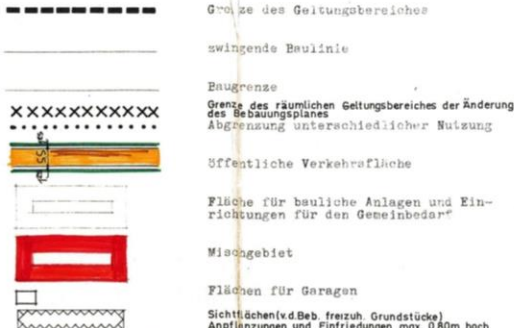 Grenze des Geltungsbereiches
zwingende Baulinie
Baugrenze
Grenze des räumlichen Geltungsbereiches der Änderung
des Bebauungsplanes
Abgrenzung unterschiedlicher Nutzung
öffentliche Verkehrsfläche
Fläche für bauliche Anlagen und Ein-
richtungen für den Gemeinbedarf
Mischgebiet
Flächen für Garagen
Sichtflächen (v.d.Beb. freizuh. Grundstücke)
Anpflanzungen und Einfriedungen max. 0,80m hoch